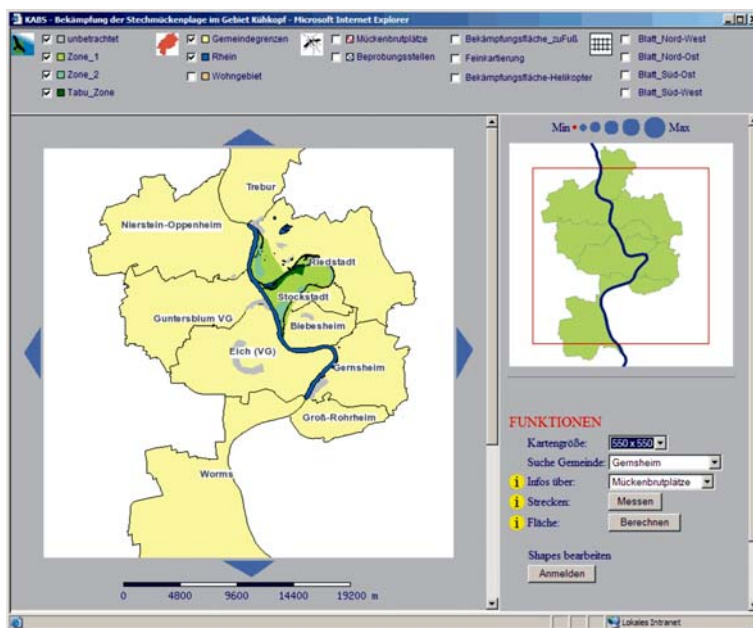 KABS - Bekämpfung der Stechmückenplage im Gebiet Kühkopf - Microsoft Internet Explorer
unbetrachtet
Zone_1
Zone_2
Tabu_Zone
Gemeindegrenzen
Rhein
Wohngebiet
Mückenbrutplätze
Beprobungsstellen
Bekämpfungsfläche_zuFuß
Feinkartierung
Bekämpfungsfläche-Helikopter
Blatt_Nord-West
Blatt_Nord-Ost
Blatt_Süd-Ost
Blatt_Süd-West
Trebur
Nierstein-Oppenheim
Riedstadt
Stockstadt
Guntersblum VG
Biebesheim
Eich (VG)
Gernsheim
Groß-Rohrheim
Worms
0 4800 9600 14400 19200 m
Min Max
FUNKTIONEN
Kartengröße: 550 x 550
Suche Gemeinde: Gernsheim
i Infos über: Mückenbrutplätze
i Strecken: Messen
i Fläche: Berechnen
Shapes bearbeiten
Anmelden
Lokales Intranet